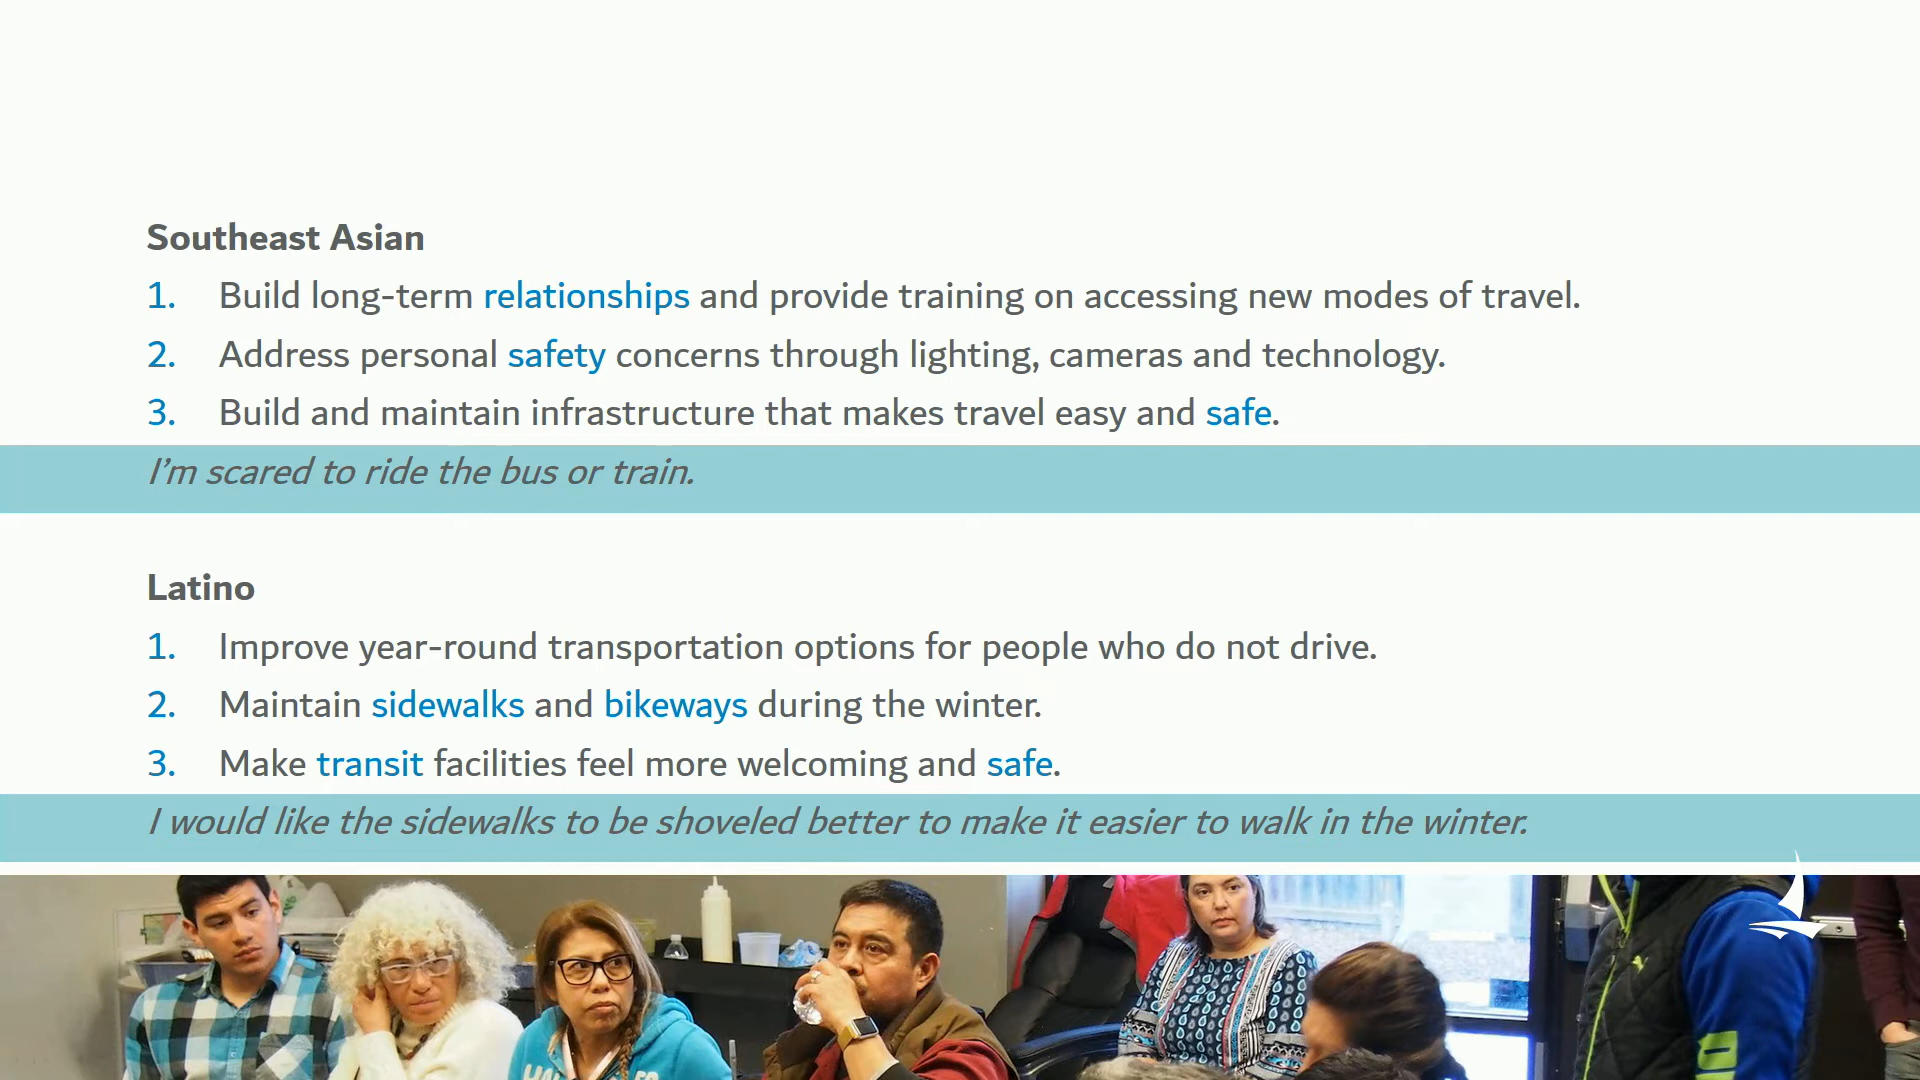 Southeast Asian
1. Build long-term relationships and provide training on accessing new modes of travel.
2. Address personal safety concerns through lighting, cameras and technology.
3. Build and maintain infrastructure that makes travel easy and safe.
I'm scared to ride the bus or train.
Latino
1. Improve year-round transportation options for people who do not drive.
2. Maintain sidewalks and bikeways during the winter.
3. Make transit facilities feel more welcoming and safe.
I would like the sidewalks to be shoveled better to make it easier to walk in the winter.